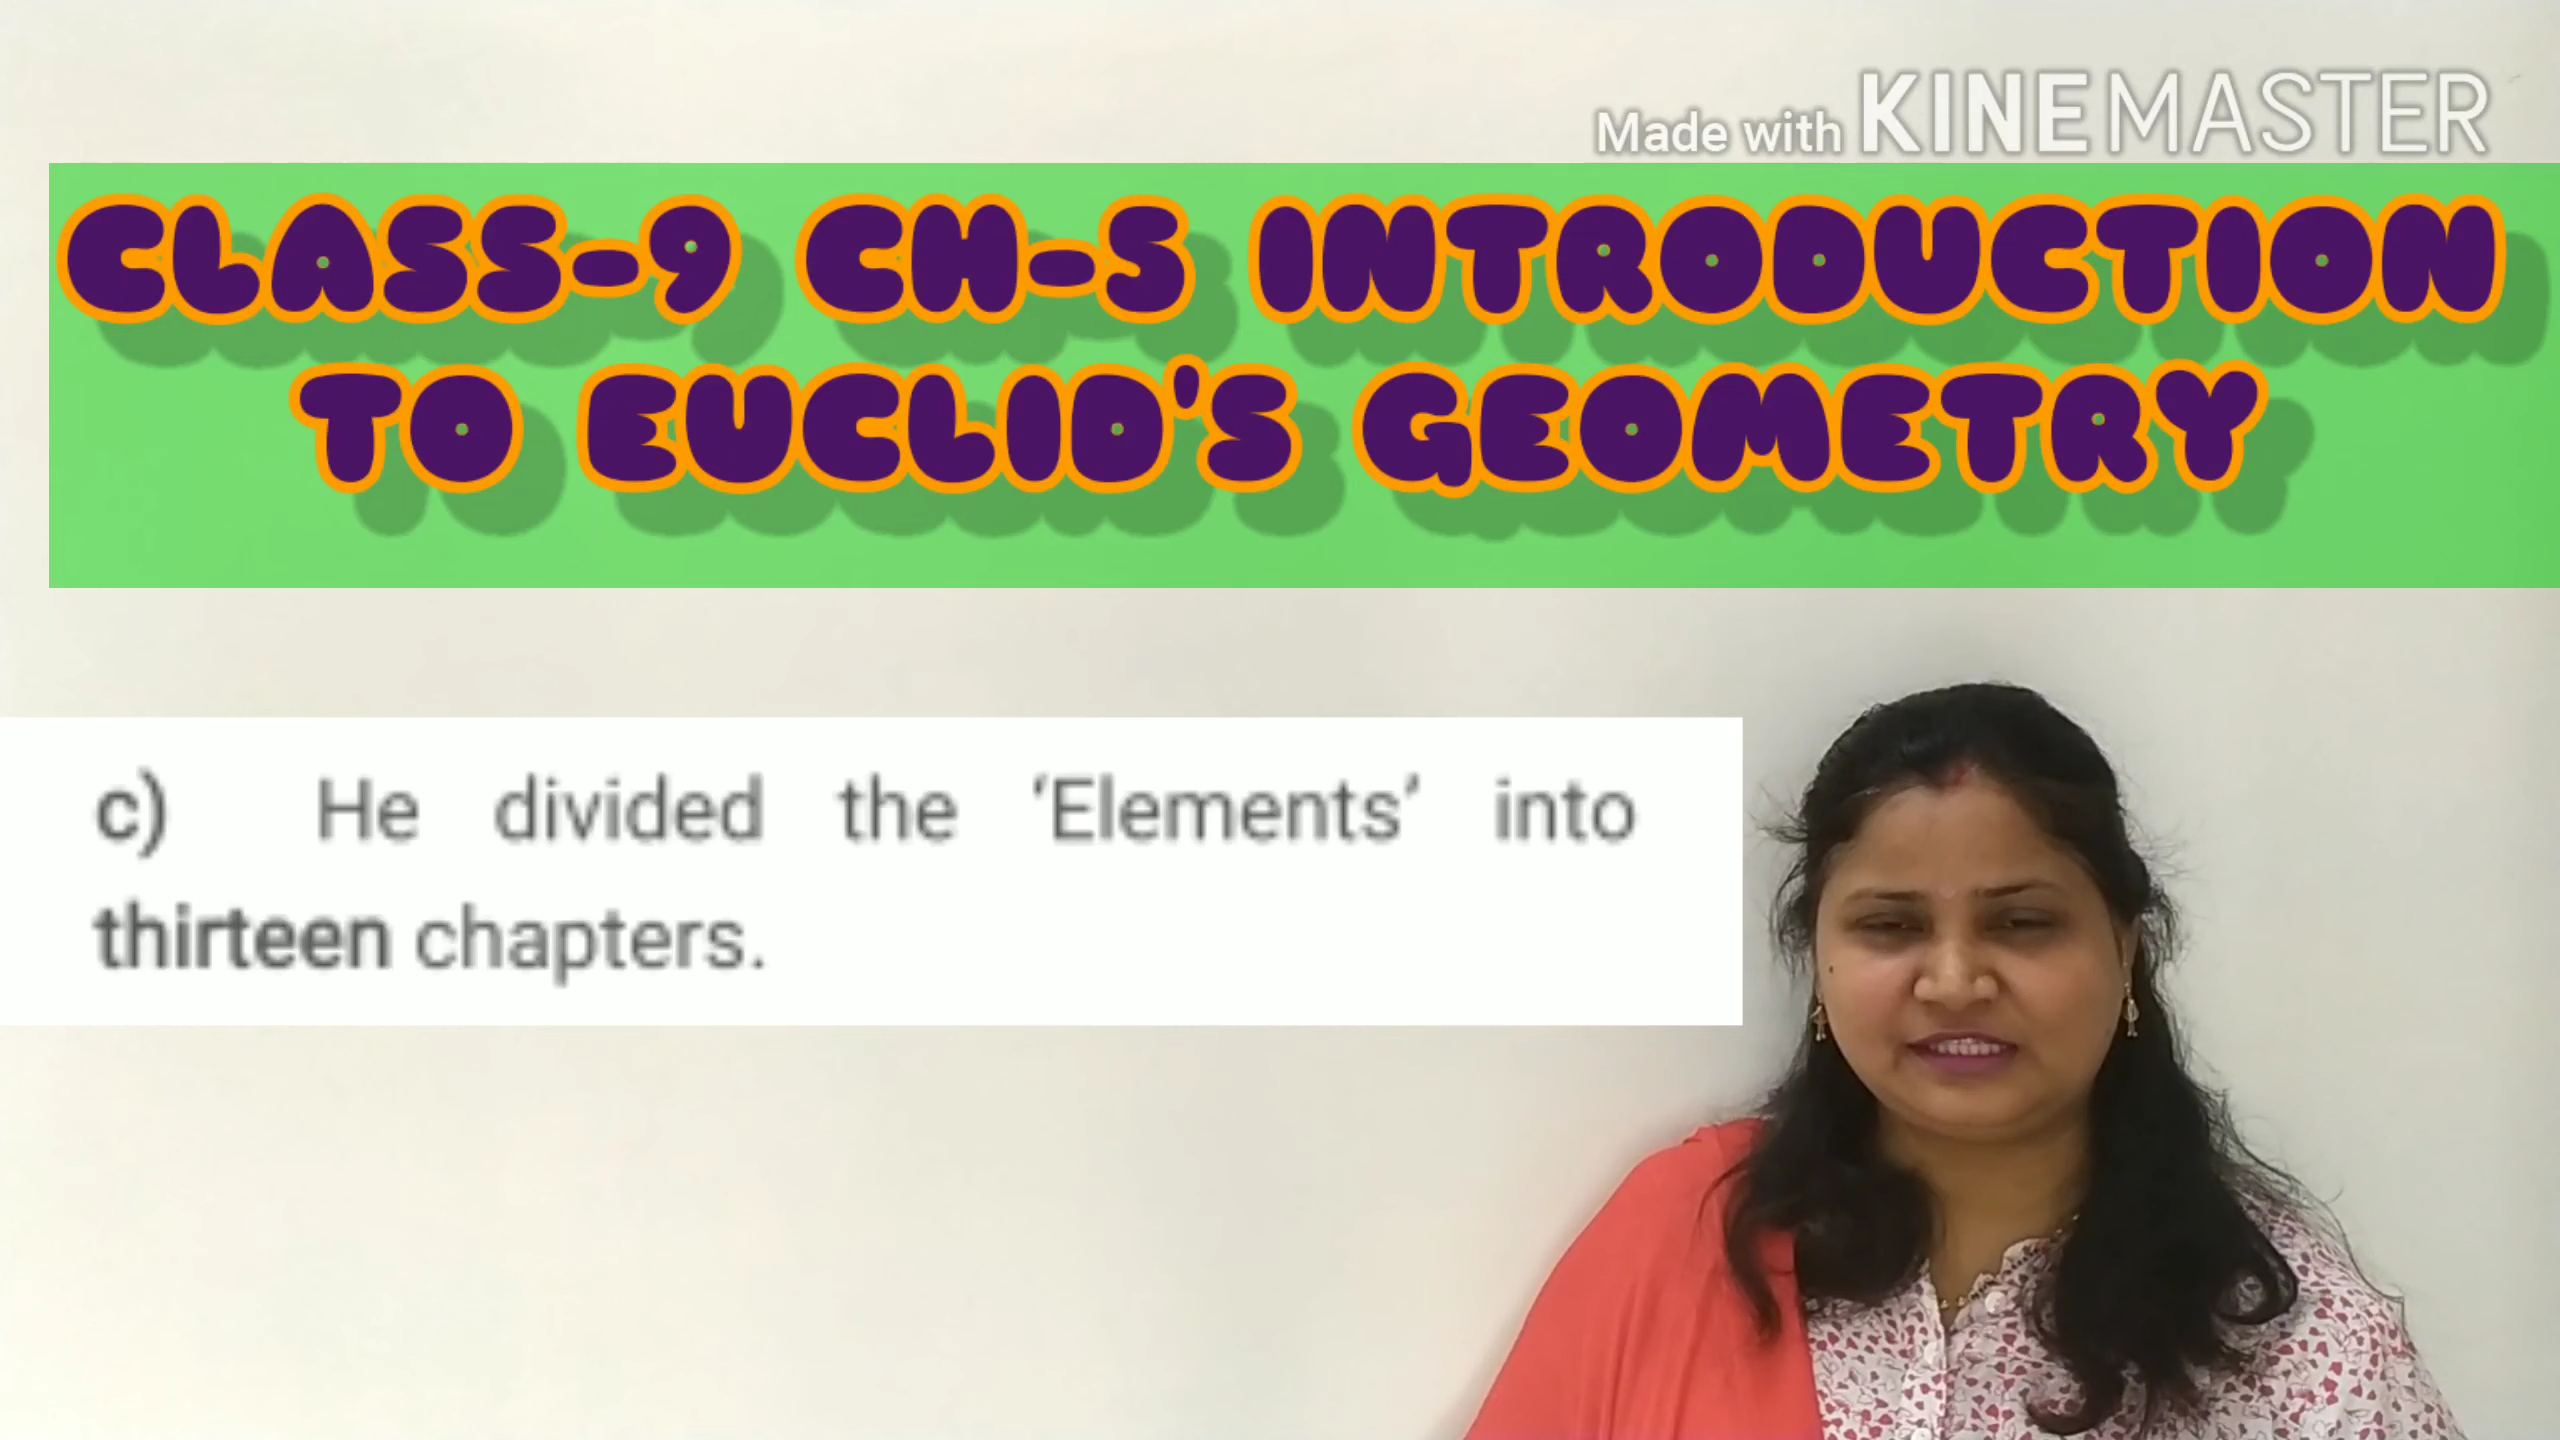 Made with KINEMASTER
CLASS-9 CH-5 INTRODUCTION
TO EUCLID'S GEOMETRY
c) He divided the ‘Elements’ into
thirteen chapters.